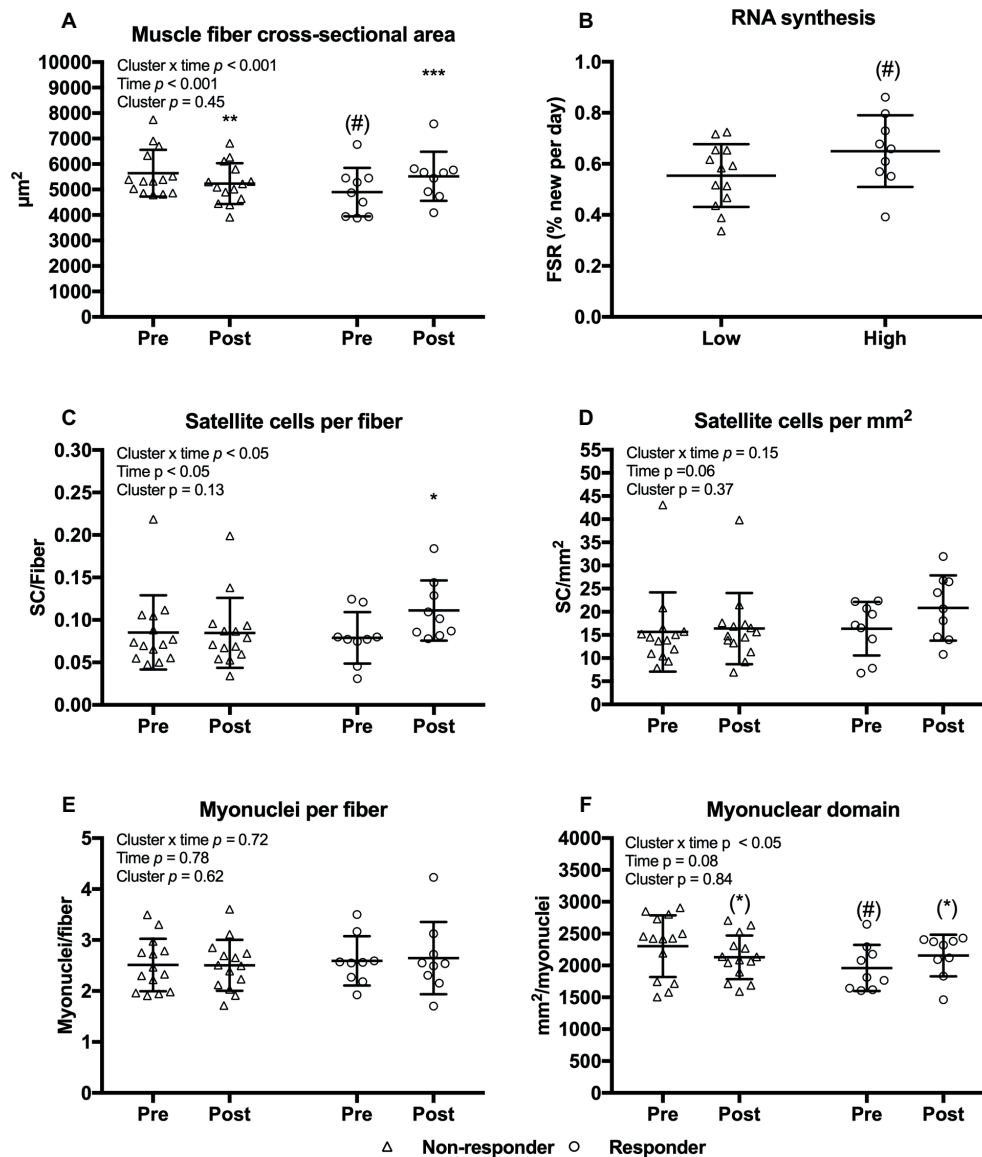 A
Muscle fiber cross-sectional area
Cluster x time p < 0.001
Time p < 0.001
Cluster p = 0.45
10000
9000
8000
7000
6000
5000
4000
3000
2000
1000
0
µm²
**
(#)
***
Pre Post Pre Post
B
RNA synthesis
1.0
0.8
0.6
0.4
0.2
0.0
FSR (% new per day)
(#)
Low High
C
Satellite cells per fiber
Cluster x time p < 0.05
Time p < 0.05
Cluster p = 0.13
0.30
0.25
0.20
0.15
0.10
0.05
0.00
SC/Fiber
*
Pre Post Pre Post
D
Satellite cells per mm²
Cluster x time p = 0.15
Time p =0.06
Cluster p = 0.37
55
50
45
40
35
30
25
20
15
10
5
0
SC/mm²
Pre Post Pre Post
E
Myonuclei per fiber
Cluster x time p = 0.72
Time p = 0.78
Cluster p = 0.62
5
4
3
2
1
0
Myonuclei/fiber
Pre Post Pre Post
F
Myonuclear domain
Cluster x time p < 0.05
Time p = 0.08
Cluster p = 0.84
4000
3500
3000
2500
2000
1500
1000
500
0
mm²/myonuclei
(*)
(#)
(*)
Pre Post Pre Post
Non-responder Responder